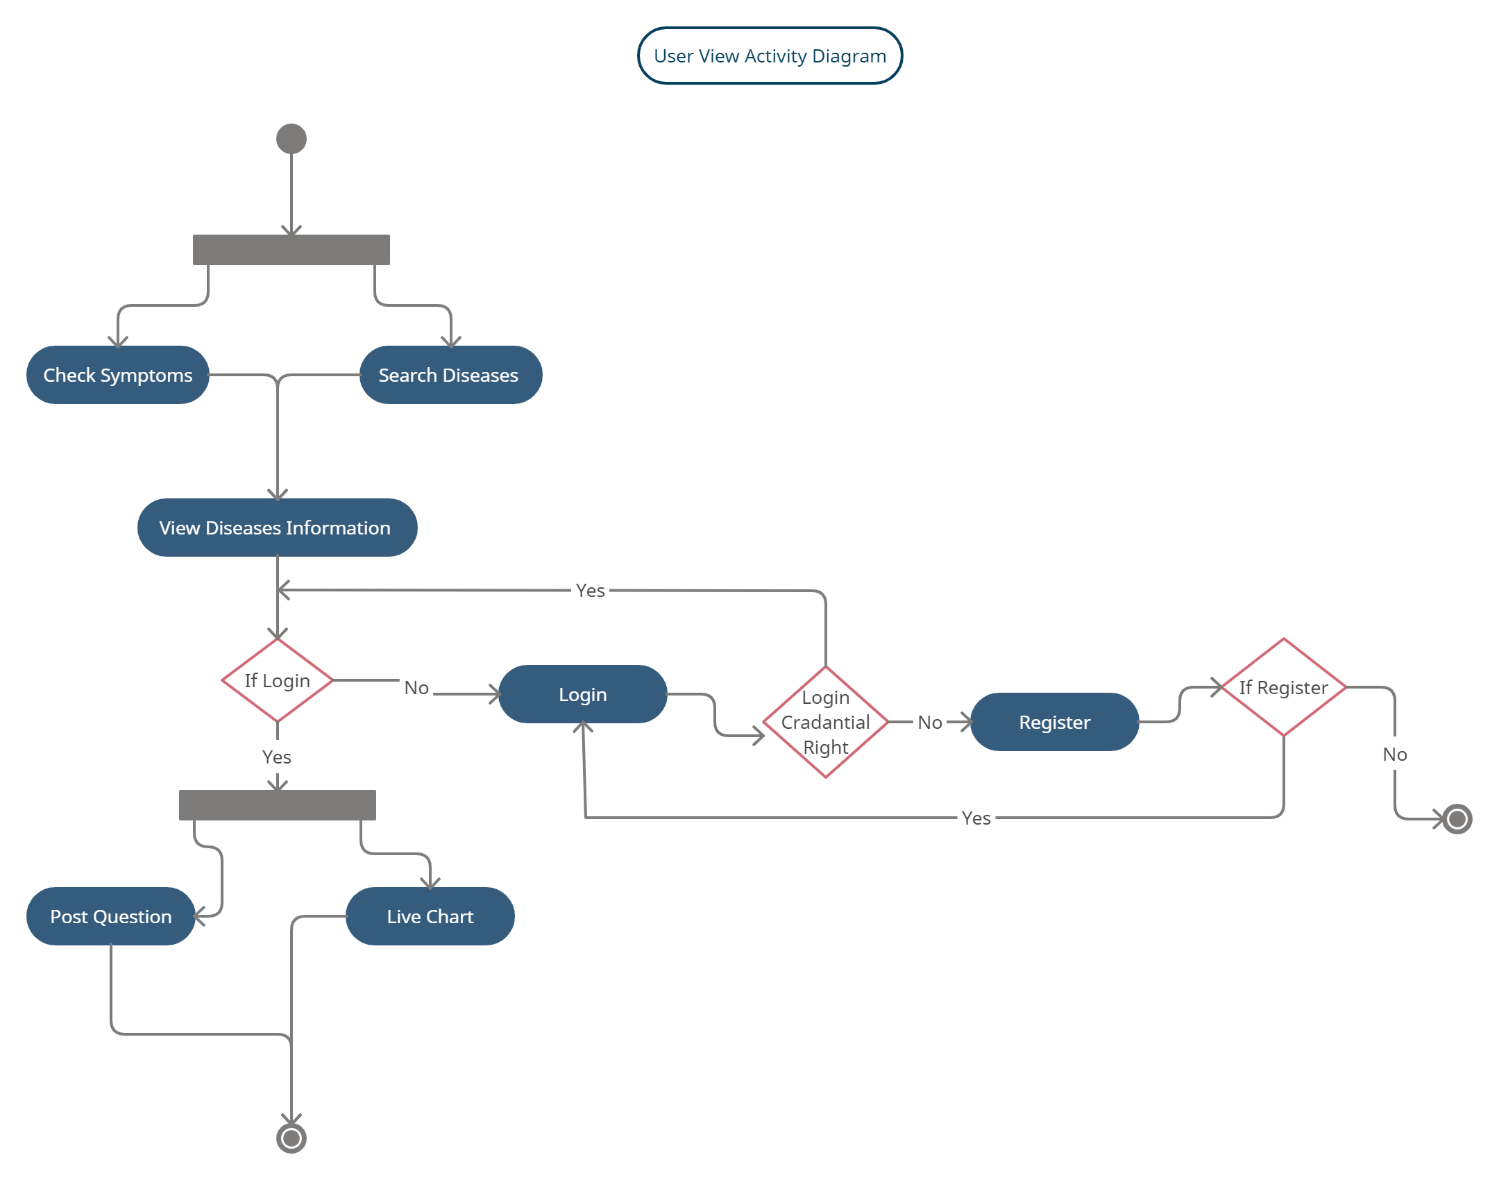 User View Activity Diagram
Check Symptoms
Search Diseases
View Diseases Information
Yes
If Login
No
Login
Login
Cradantial
Right
No
Register
If Register
No
Yes
Yes
Post Question
Live Chart